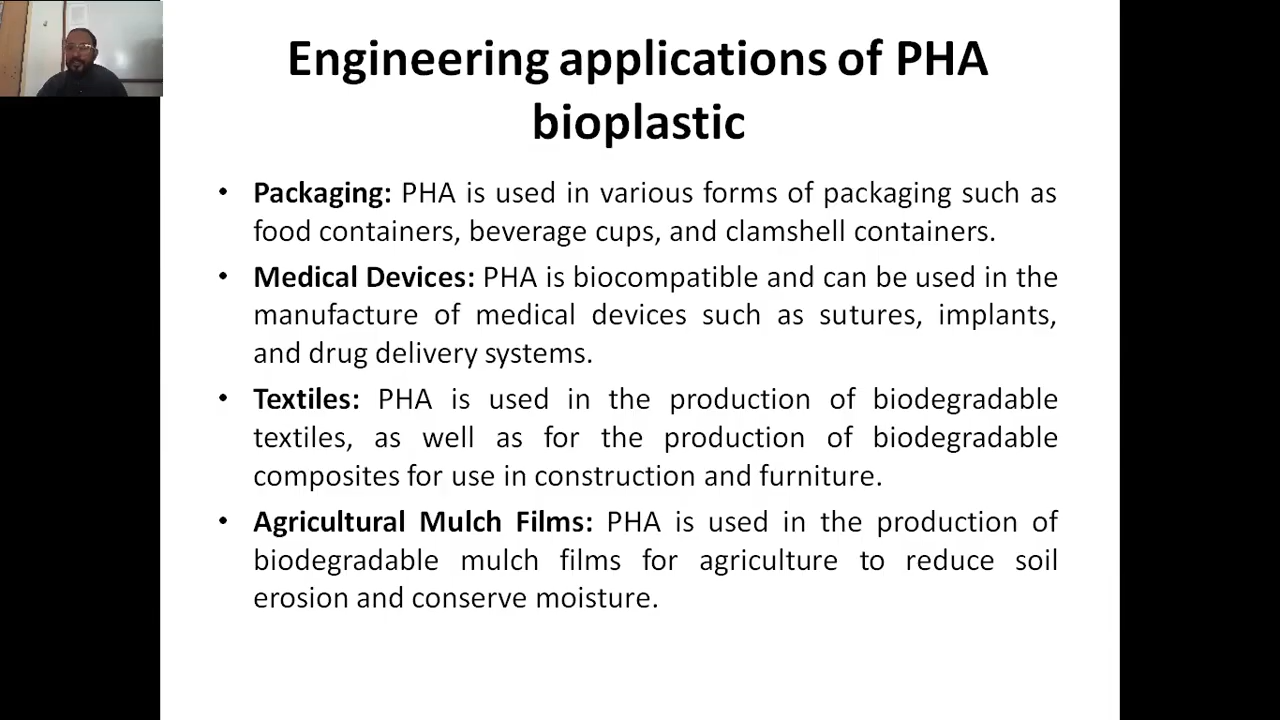 Engineering applications of PHA
bioplastic
• Packaging: PHA is used in various forms of packaging such as
food containers, beverage cups, and clamshell containers.
• Medical Devices: PHA is biocompatible and can be used in the
manufacture of medical devices such as sutures, implants,
and drug delivery systems.
• Textiles: PHA is used in the production of biodegradable
textiles, as well as for the production of biodegradable
composites for use in construction and furniture.
• Agricultural Mulch Films: PHA is used in the production of
biodegradable mulch films for agriculture to reduce soil
erosion and conserve moisture.